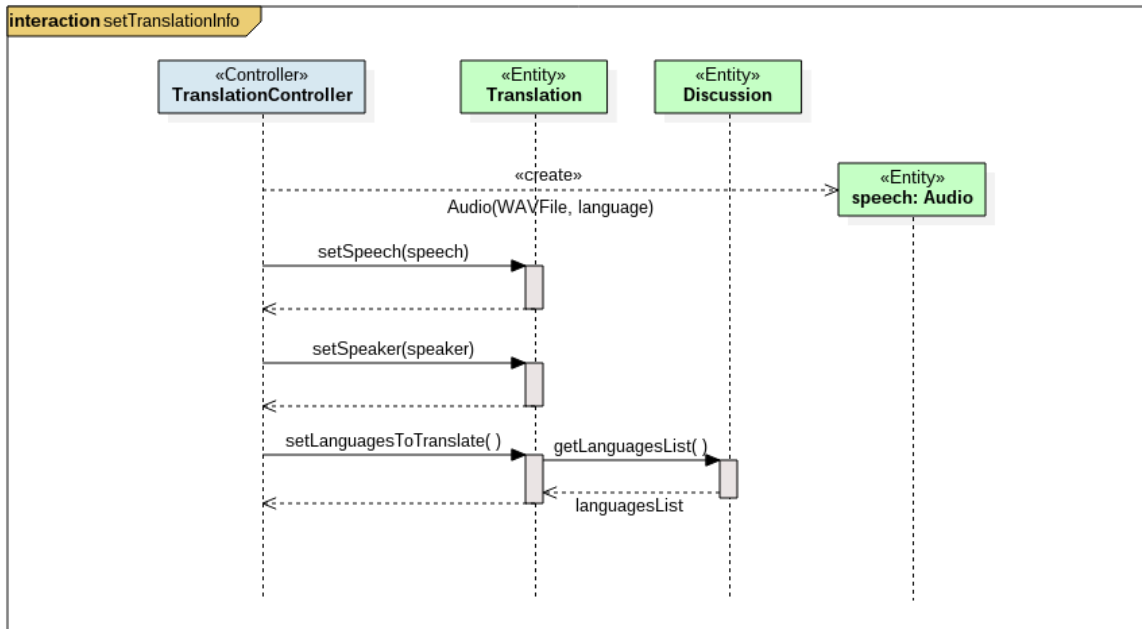 interaction setTranslationInfo
«Controller»
TranslationController
«Entity»
Translation
«Entity»
Discussion
«create»
Audio(WAVFile, language)
«Entity»
speech: Audio
setSpeech(speech)
setSpeaker(speaker)
setLanguagesToTranslate( )
getLanguagesList( )
languagesList